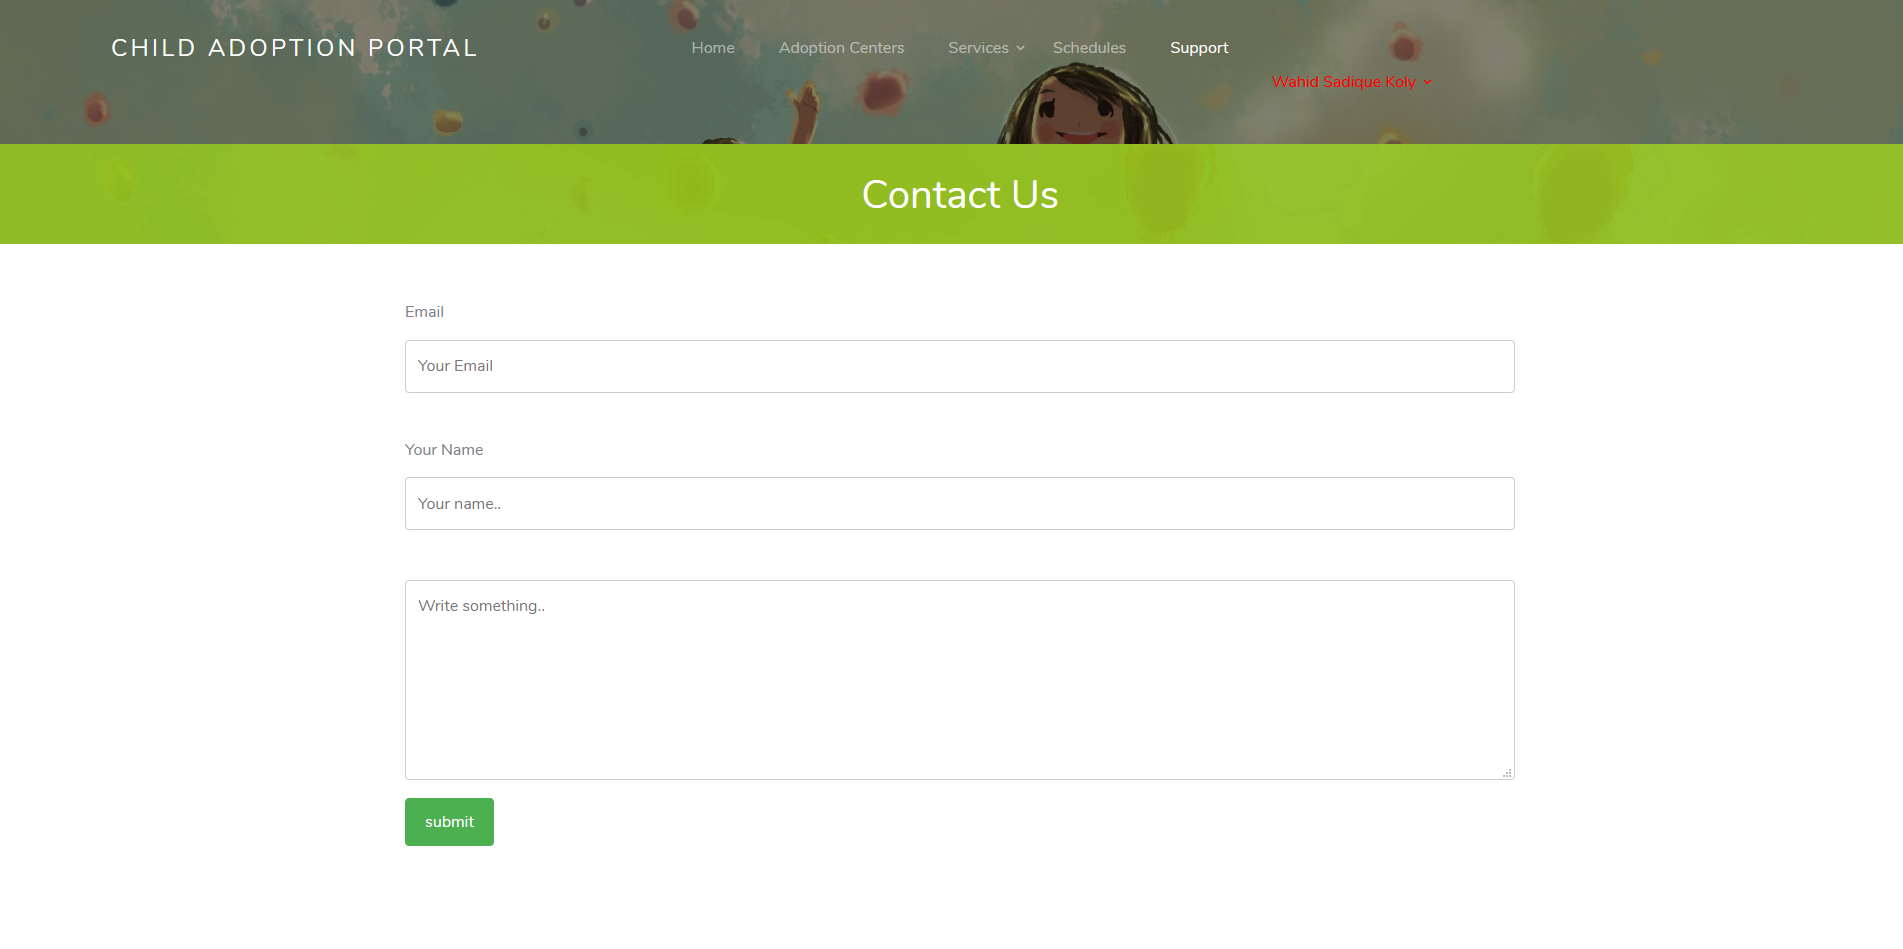 CHILD ADOPTION PORTAL
Home Adoption Centers Services Schedules Support
Wahid Sadique Koly
Contact Us
Email
Your Email
Your Name
Your name..
Write something..
submit